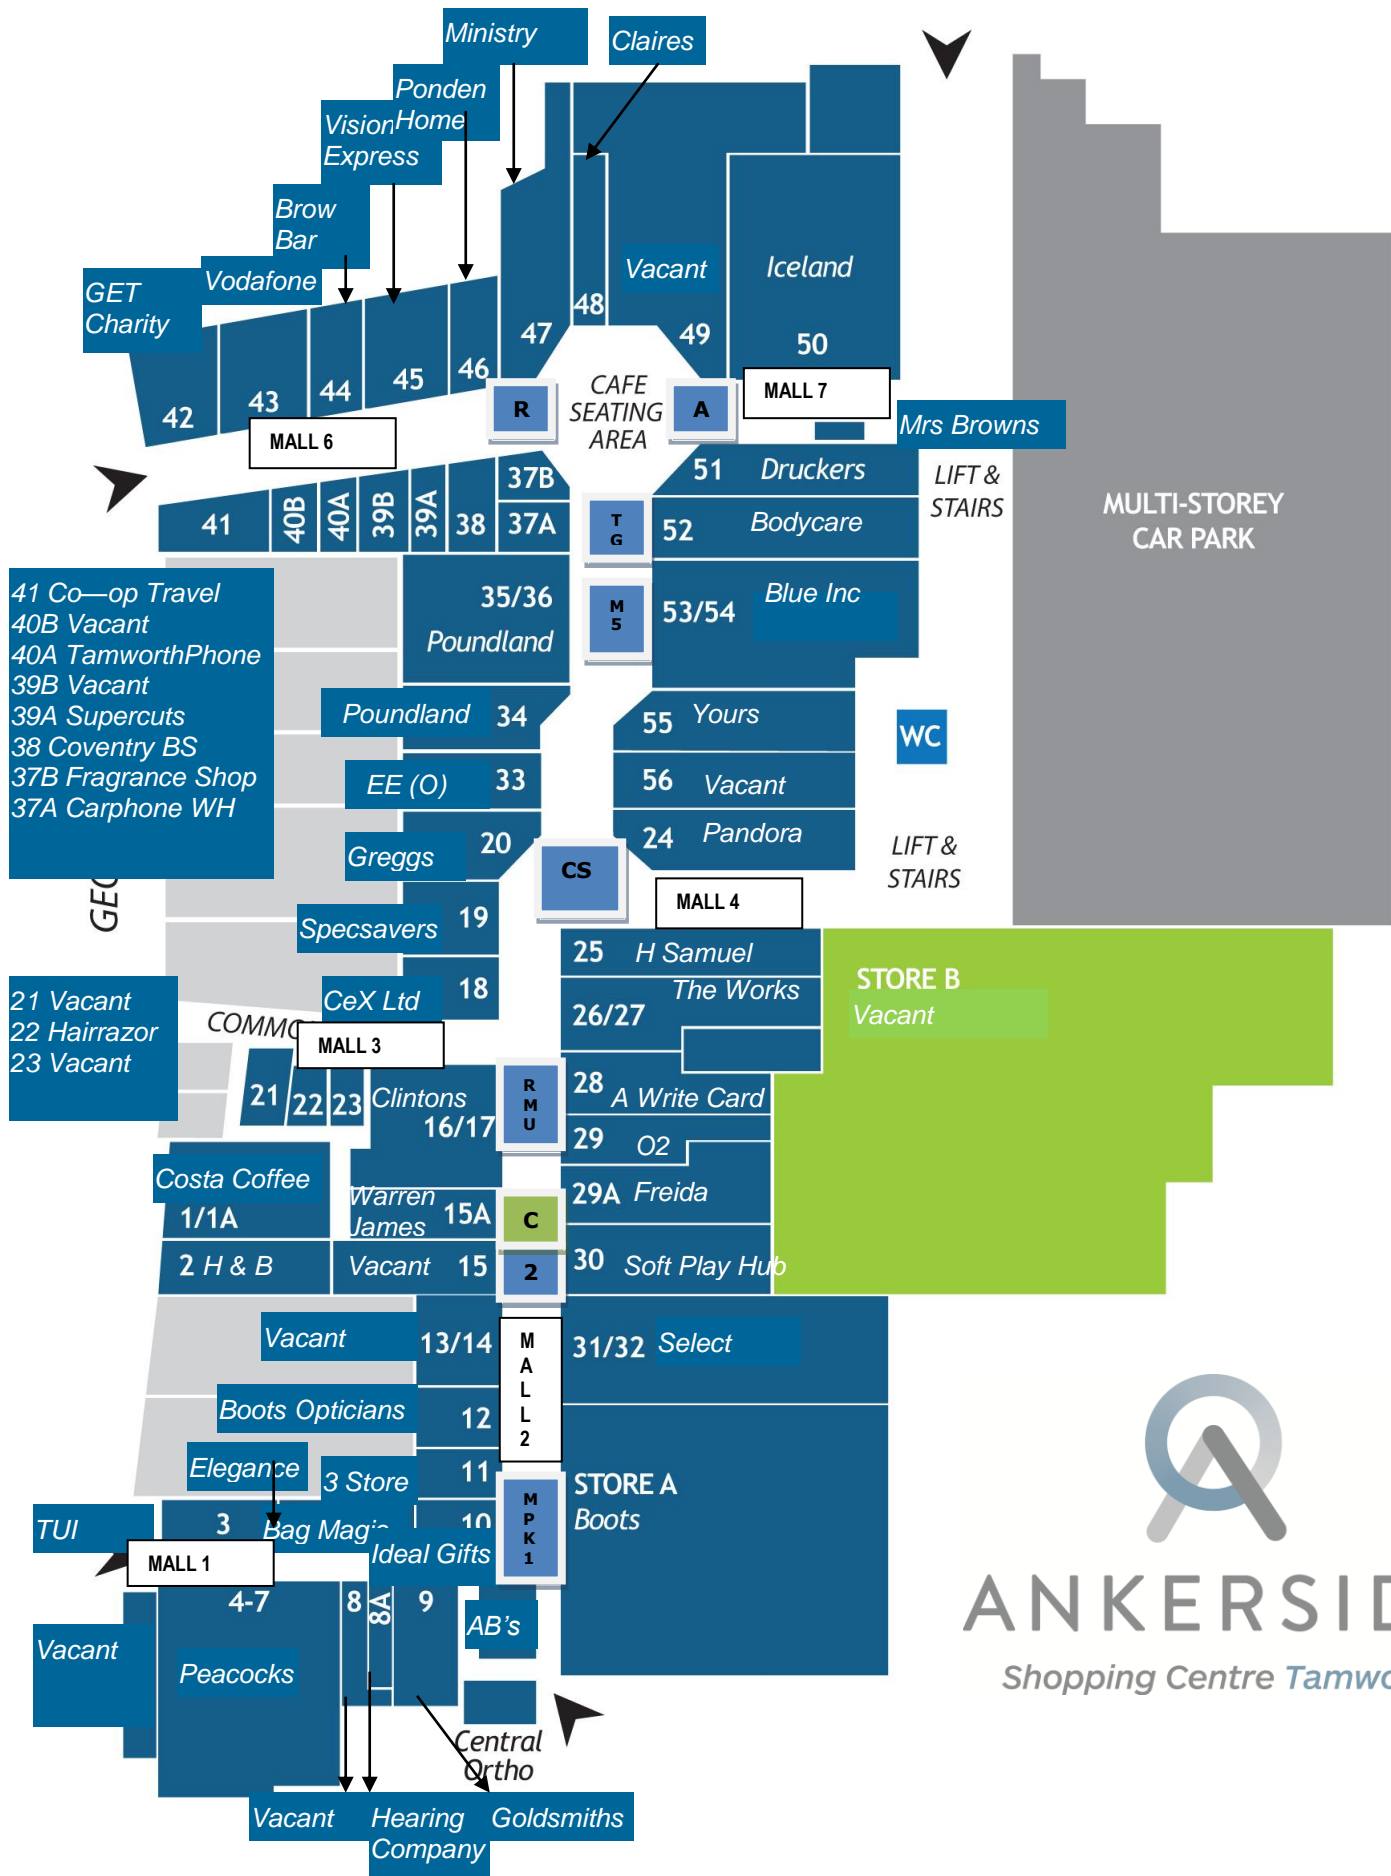 Ministry
Claires
Ponden
Home
Vision
Express
Brow
Bar
Vodafone
GET
Charity
Vacant
Iceland
48
47
49
50
46
45
44
43
42
MALL 6
R
CAFE
SEATING
AREA
A
MALL 7
Mrs Browns
LIFT &
STAIRS
51 Druckers
37B
41
40B
40A
39B
39A
38
37A
T
G
52 Bodycare
MULTI-STOREY
CAR PARK
41 Co—op Travel
40B Vacant
40A TamworthPhone
39B Vacant
39A Supercuts
38 Coventry BS
37B Fragrance Shop
37A Carphone WH
35/36
Poundland
M
5
53/54 Blue Inc
Poundland 34
55 Yours
WC
EE (O) 33
56 Vacant
Greggs 20
24 Pandora
LIFT &
STAIRS
CS
MALL 4
GEO
Specsavers 19
25 H Samuel
STORE B
Vacant
CeX Ltd 18
26/27 The Works
21 Vacant
22 Hairrazor
23 Vacant
COMMO
MALL 3
21
22
23
Clintons
16/17
R
M
U
28 A Write Card
29 O2
Costa Coffee
1/1A
Warren
James
15A
C
29A Freida
2 H & B
Vacant 15
2
30 Soft Play Hub
Vacant 13/14
M
A
L
L
2
31/32 Select
Boots Opticians 12
Elegance
3 Store 11
STORE A
Boots
TUI
3
Bag Magic
10
Ideal Gifts
M
P
K
1
MALL 1
4-7
8
8A
9
AB's
Vacant
Peacocks
Central
Ortho
Vacant
Hearing
Company
Goldsmiths
ANKERSID
Shopping Centre Tamwo